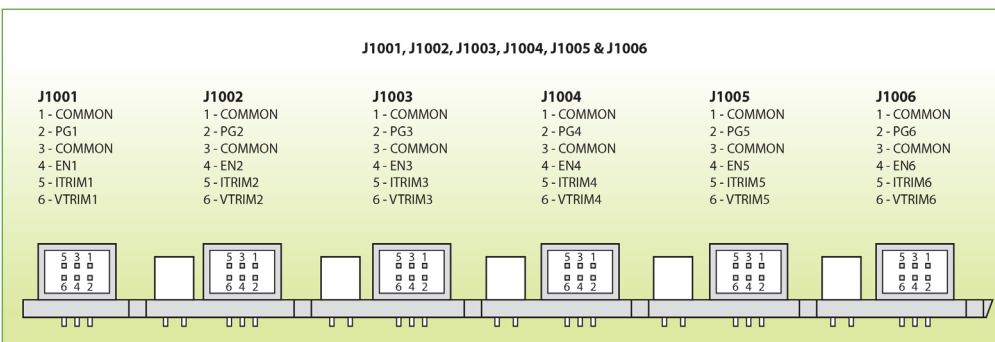 J1001, J1002, J1003, J1004, J1005 & J1006
J1001
1 - COMMON
2 - PG1
3 - COMMON
4 - EN1
5 - ITRIM1
6 - VTRIM1
J1002
1 - COMMON
2 - PG2
3 - COMMON
4 - EN2
5 - ITRIM2
6 - VTRIM2
J1003
1 - COMMON
2 - PG3
3 - COMMON
4 - EN3
5 - ITRIM3
6 - VTRIM3
J1004
1 - COMMON
2 - PG4
3 - COMMON
4 - EN4
5 - ITRIM4
6 - VTRIM4
J1005
1 - COMMON
2 - PG5
3 - COMMON
4 - EN5
5 - ITRIM5
6 - VTRIM5
J1006
1 - COMMON
2 - PG6
3 - COMMON
4 - EN6
5 - ITRIM6
6 - VTRIM6
5 3 1
6 4 2
5 3 1
6 4 2
5 3 1
6 4 2
5 3 1
6 4 2
5 3 1
6 4 2
5 3 1
6 4 2